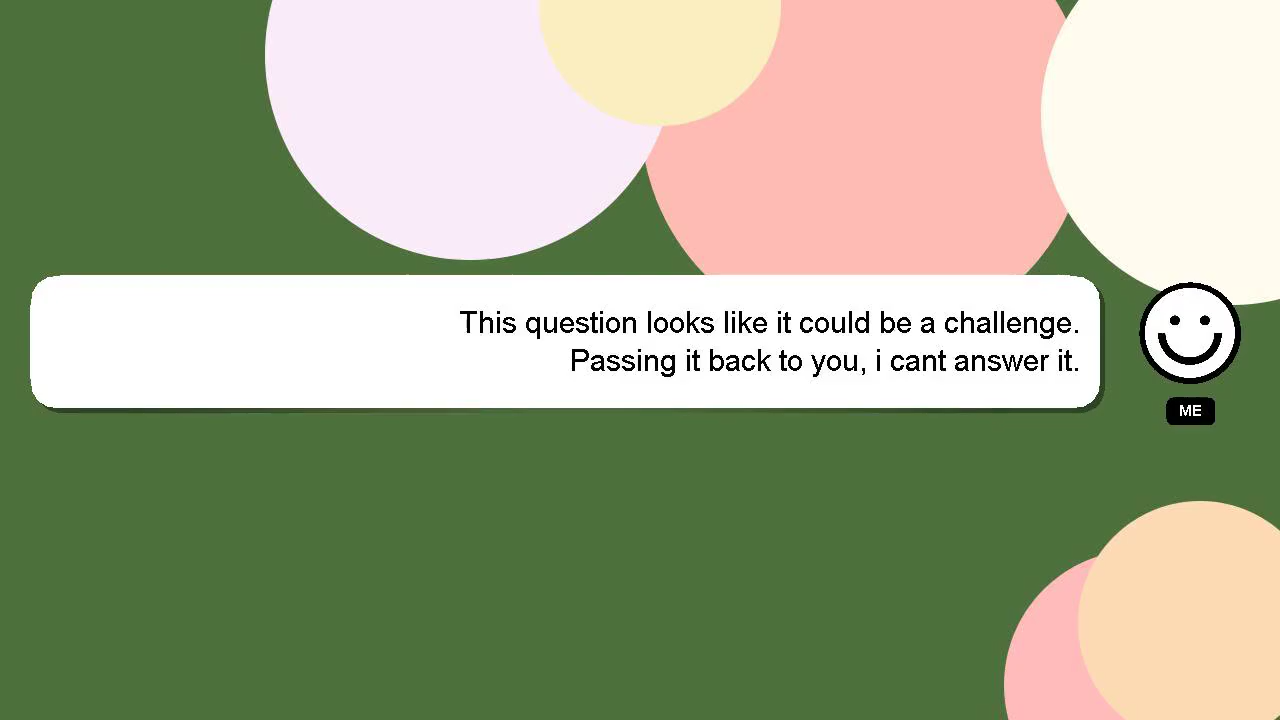 This question looks like it could be a challenge.
Passing it back to you, i cant answer it.
ME